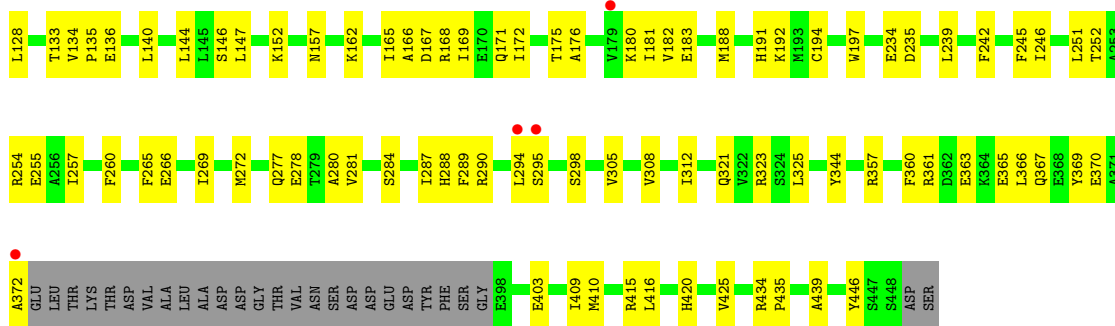 L128 T133 V134 P135 E136 L140 L144 L145 S146 L147 K152 N157 K162 I165 A166 D167 R168 I169 E170 Q171 I172 T175 A176 V179 K180 I181 V182 E183 M188 H191 K192 M193 C194 W197 E234 D235 L239 F242 F245 I246 L251 T252 A253
R254 E255 A256 I257 F260 F265 E266 I269 M272 Q277 E278 T279 A280 V281 S284 I287 H288 F289 R290 L294 S295 S298 V305 V308 I312 Q321 V322 R323 S324 L325 Y344 R357 F360 R361 D362 E363 K364 E365 L366 Q367 E368 Y369 E370 A371
A372 GLU LEU THR LYS THR ASP VAL ALA LEU ALA ASP ASP GLY THR VAL ASN SER ASP ASP GLU ASP TYR PHE SER GLY E398 E403 I409 M410 R415 L416 H420 V425 R434 P435 A439 Y446 S447 S448 ASP SER